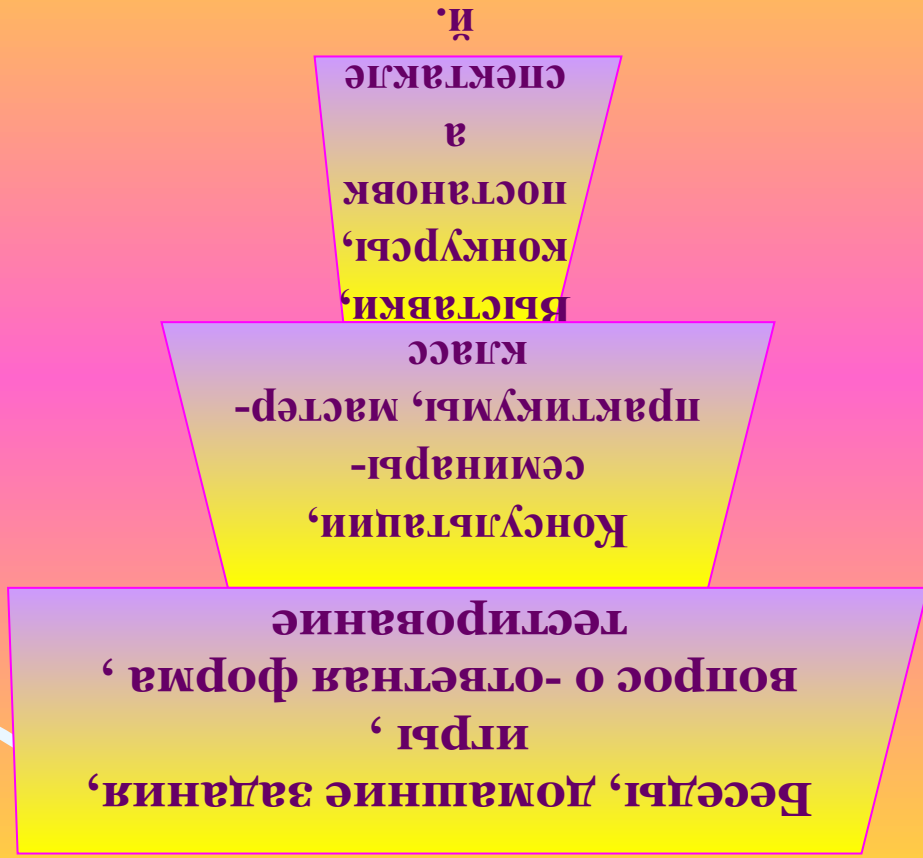 Беседы, домашние задания,
игры ,
вопрос о -ответная форма ,
тестирование
Консультации,
семинары-
практикумы, мастер-
класс
Выставки,
конкурсы,
постановк
а
спектакле
й.